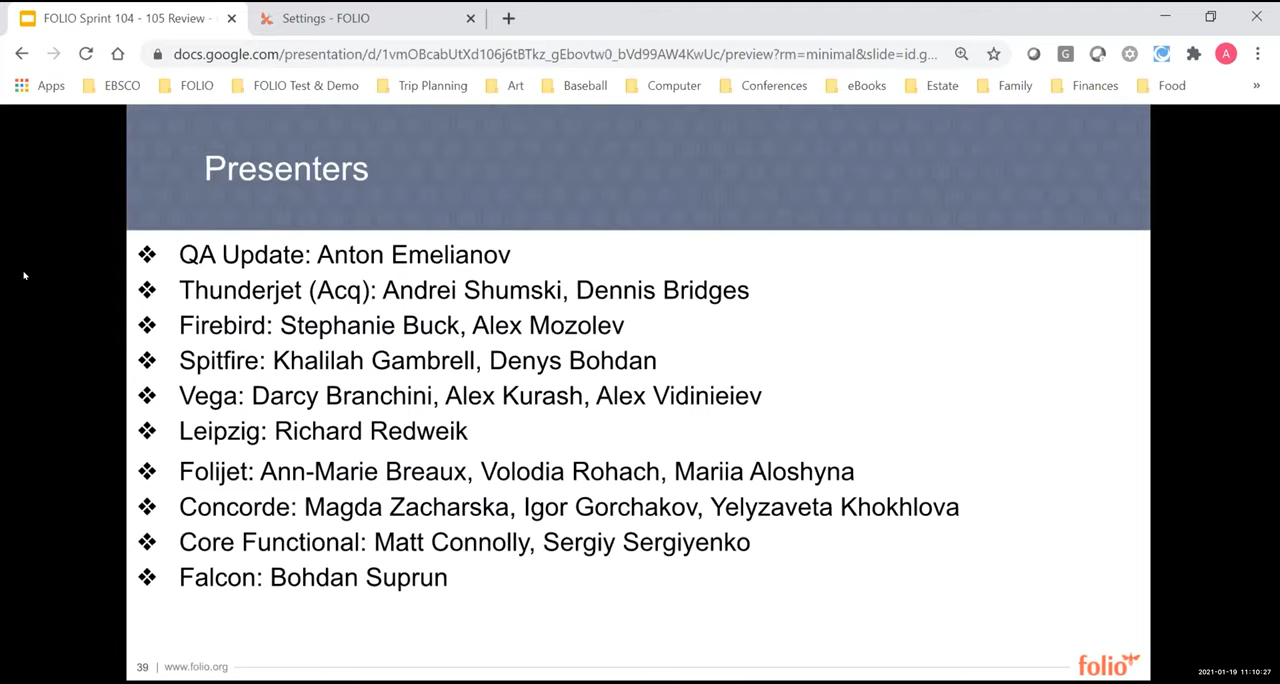 FOLIO Sprint 104 - 105 Review -
Settings - FOLIO
docs.google.com/presentation/d/1vmOBcabUtXd106j6tBTkz_gEbovtw0_bVd99AW4KwUc/preview?rm=minimal&slide=id.g...
G
A
Apps EBSCO FOLIO FOLIO Test & Demo Trip Planning Art Baseball Computer Conferences eBooks Estate Family Finances Food »
Presenters
❖ QA Update: Anton Emelianov
❖ Thunderjet (Acq): Andrei Shumski, Dennis Bridges
❖ Firebird: Stephanie Buck, Alex Mozolev
❖ Spitfire: Khalilah Gambrell, Denys Bohdan
❖ Vega: Darcy Branchini, Alex Kurash, Alex Vidinieiev
❖ Leipzig: Richard Redweik
❖ Folijet: Ann-Marie Breaux, Volodia Rohach, Mariia Aloshyna
❖ Concorde: Magda Zacharska, Igor Gorchakov, Yelyzaveta Khokhlova
❖ Core Functional: Matt Connolly, Sergiy Sergiyenko
❖ Falcon: Bohdan Suprun
39 | www.folio.org
folio
2021-01-19 11:10:27